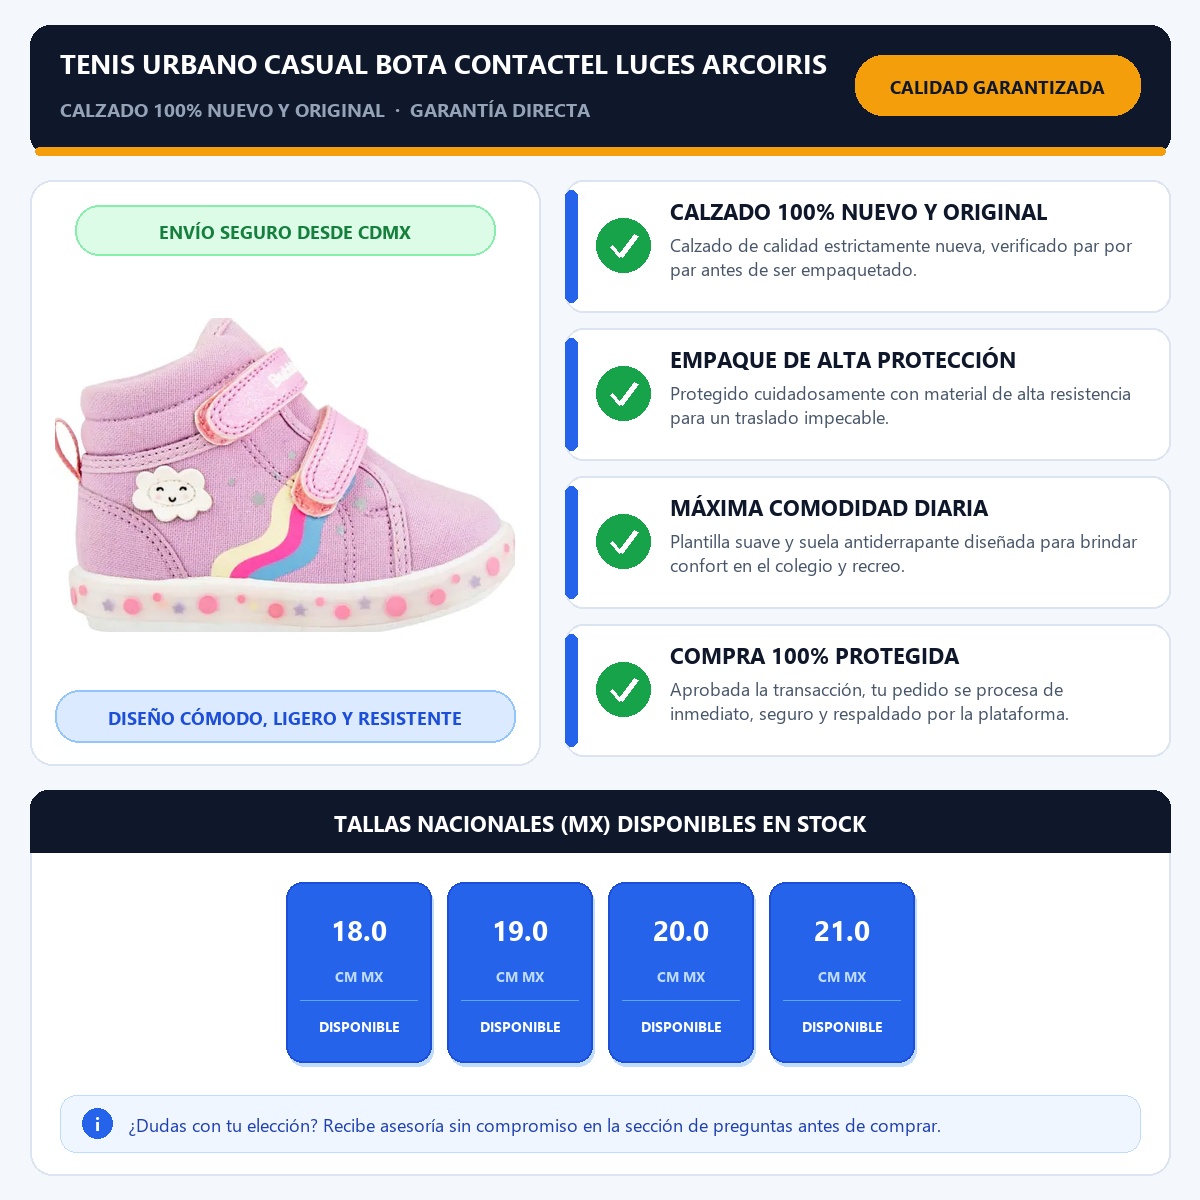 TENIS URBANO CASUAL BOTA CONTACTEL LUCES ARCOIRIS
CALZADO 100% NUEVO Y ORIGINAL · GARANTÍA DIRECTA
CALIDAD GARANTIZADA
ENVÍO SEGURO DESDE CDMX
DISEÑO CÓMODO, LIGERO Y RESISTENTE
CALZADO 100% NUEVO Y ORIGINAL
Calzado de calidad estrictamente nueva, verificado par por
par antes de ser empaquetado.
EMPAQUE DE ALTA PROTECCIÓN
Protegido cuidadosamente con material de alta resistencia
para un traslado impecable.
MÁXIMA COMODIDAD DIARIA
Plantilla suave y suela antiderrapante diseñada para brindar
confort en el colegio y recreo.
COMPRA 100% PROTEGIDA
Aprobada la transacción, tu pedido se procesa de
inmediato, seguro y respaldado por la plataforma.
TALLAS NACIONALES (MX) DISPONIBLES EN STOCK
18.0
CM MX
DISPONIBLE
19.0
CM MX
DISPONIBLE
20.0
CM MX
DISPONIBLE
21.0
CM MX
DISPONIBLE
¿Dudas con tu elección? Recibe asesoría sin compromiso en la sección de preguntas antes de comprar.